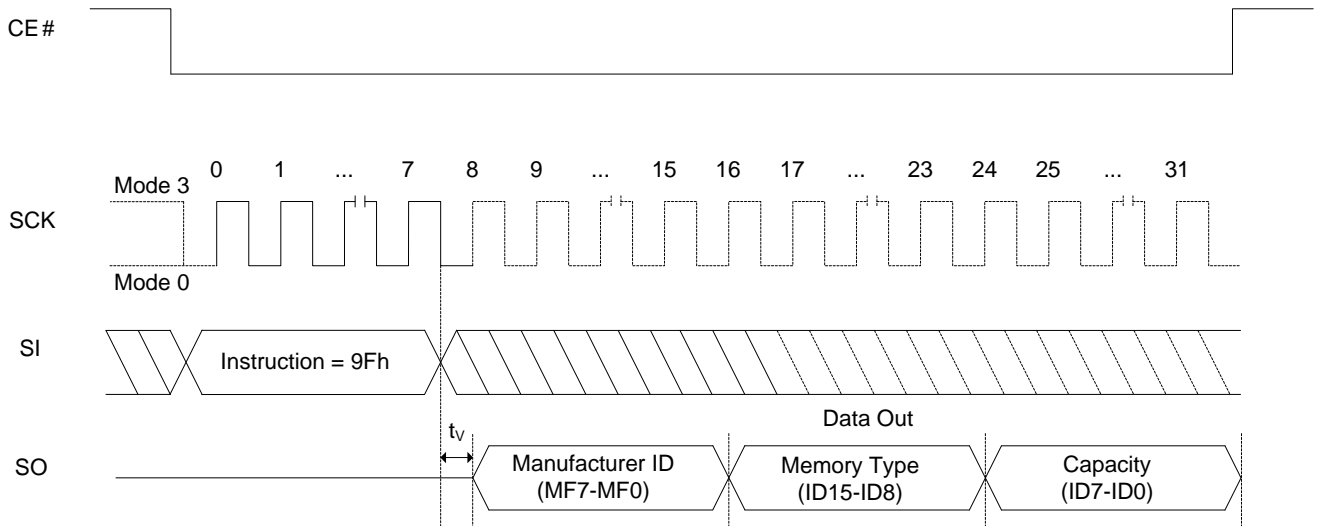 CE#
0 1 ... 7 8 9 ... 15 16 17 ... 23 24 25 ... 31
Mode 3
SCK
Mode 0
SI
Instruction = 9Fh
Data Out
tV
SO
Manufacturer ID
(MF7-MF0)
Memory Type
(ID15-ID8)
Capacity
(ID7-ID0)